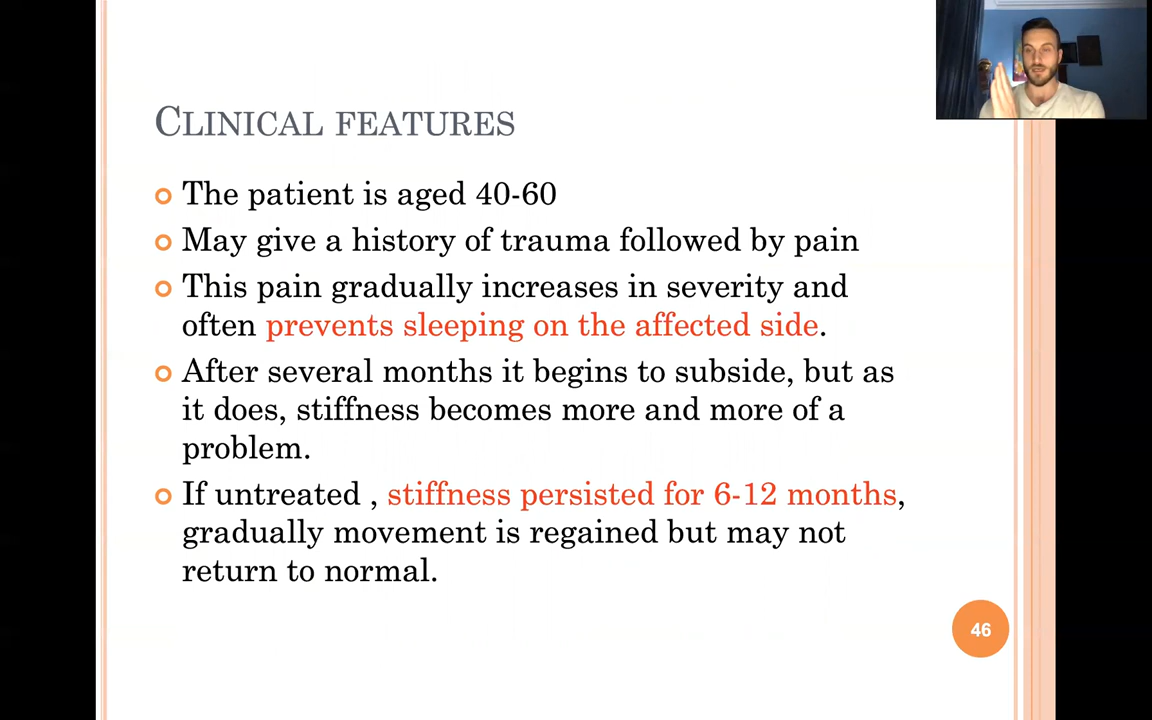 CLINICAL FEATURES
The patient is aged 40-60
May give a history of trauma followed by pain
This pain gradually increases in severity and
often prevents sleeping on the affected side.
After several months it begins to subside, but as
it does, stiffness becomes more and more of a
problem.
If untreated , stiffness persisted for 6-12 months,
gradually movement is regained but may not
return to normal.
46